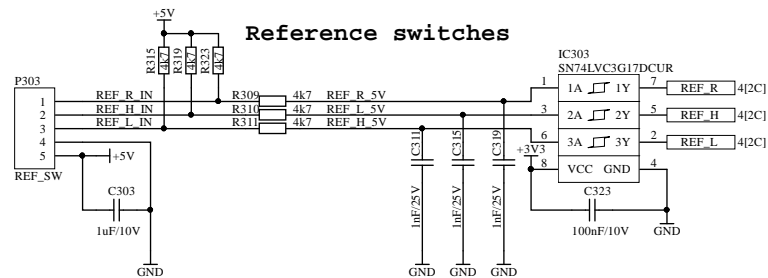 Reference switches
+5V
R315
4k7
R319
4k7
R323
4k7
P303
1
2
3
4
5
REF_SW
REF_R_IN
REF_H_IN
REF_L_IN
+5V
C303
1uF/10V
GND
R309
R310
R311
4k7
4k7
4k7
REF_R_5V
REF_H_5V
REF_H_5V
C311
1nF/25V
C315
1nF/25V
C319
1nF/25V
GND
GND
GND
IC303
SN74LVC3G17DCUR
1
1A
1Y
7
REF_R
4[2C]
3
2A
2Y
5
REF_H
4[2C]
6
3A
3Y
2
REF_L
4[2C]
+3V3
8
VCC
GND
4
C323
100nF/10V
GND